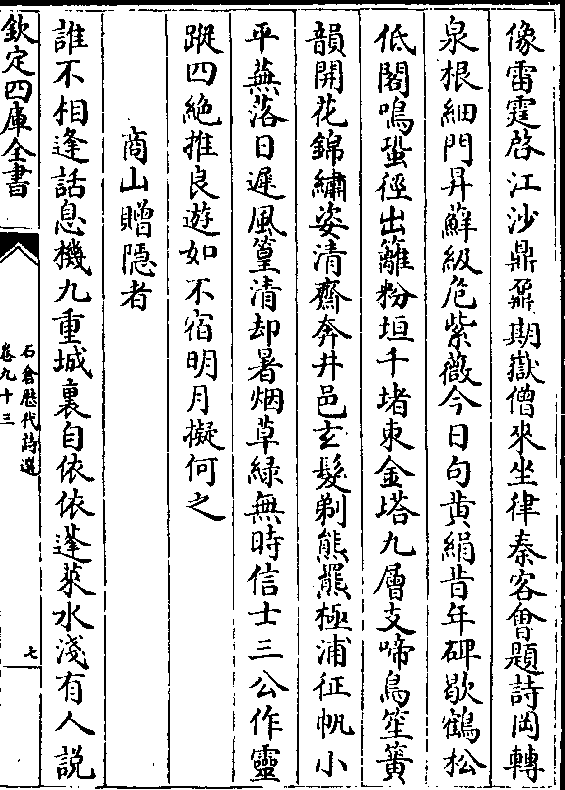 像雷霆啓江沙鼎鼐期嶽僧來坐律秦客會題詩岡轉
泉根細門昇蘚級危紫薇今日句黄絹昔年碑歇鶴松
低閣鳴蛩徑出籬粉垣千堵束金塔九層支啼鳥笙簧
韻開花錦繡姿清齋奔井邑玄髮剃熊羆極浦征帆小
平蕪落日遲風篁清却暑烟草緑無時信士三公作靈
蹤四絶推良遊如不宿明月擬何之
商山贈隱者
誰不相逢話息機九重城裏自依依蓬萊水淺有人説
欽定四庫全書
石倉歷代詩選
卷九十三
七